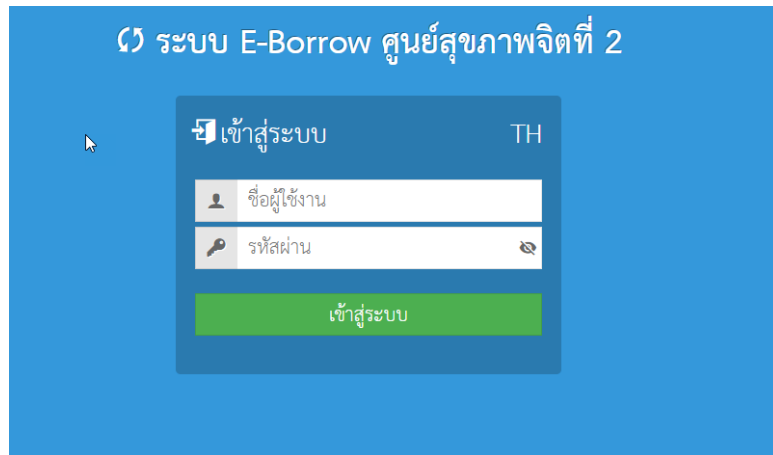 ระบบ E-Borrow ศูนย์สุขภาพจิตที่ 2
เข้าสู่ระบบ TH
ชื่อผู้ใช้งาน
รหัสผ่าน
เข้าสู่ระบบ